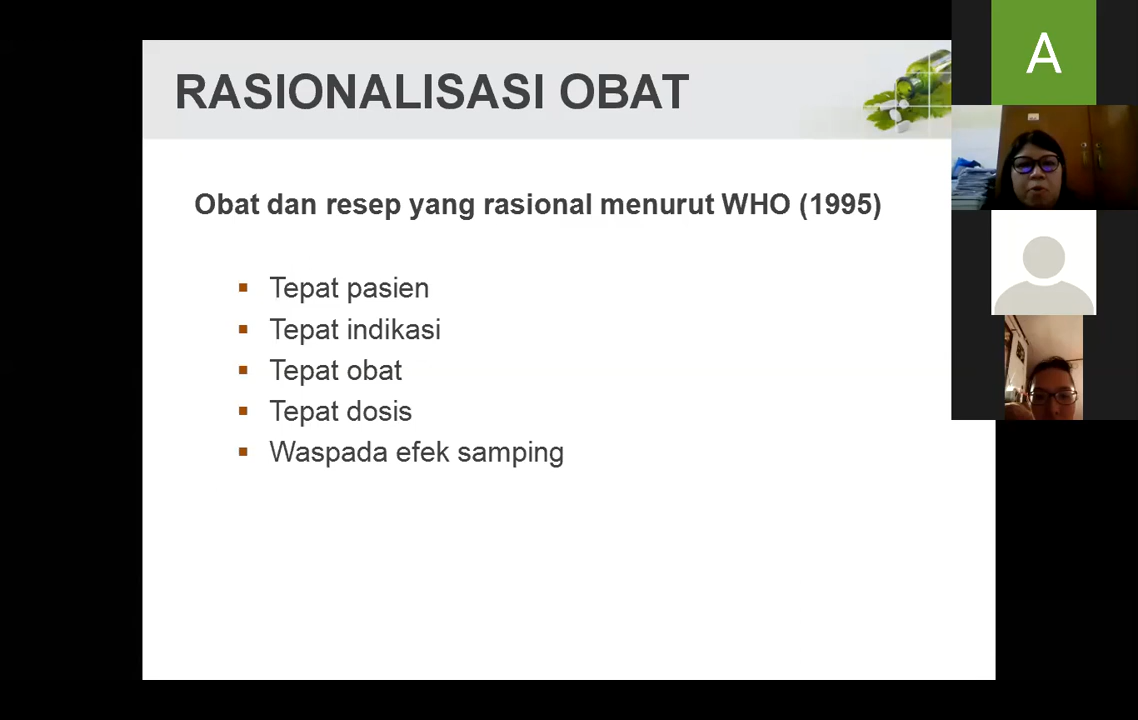 RASIONALISASI OBAT
A
Obat dan resep yang rasional menurut WHO (1995)
Tepat pasien
Tepat indikasi
Tepat obat
Tepat dosis
Waspada efek samping